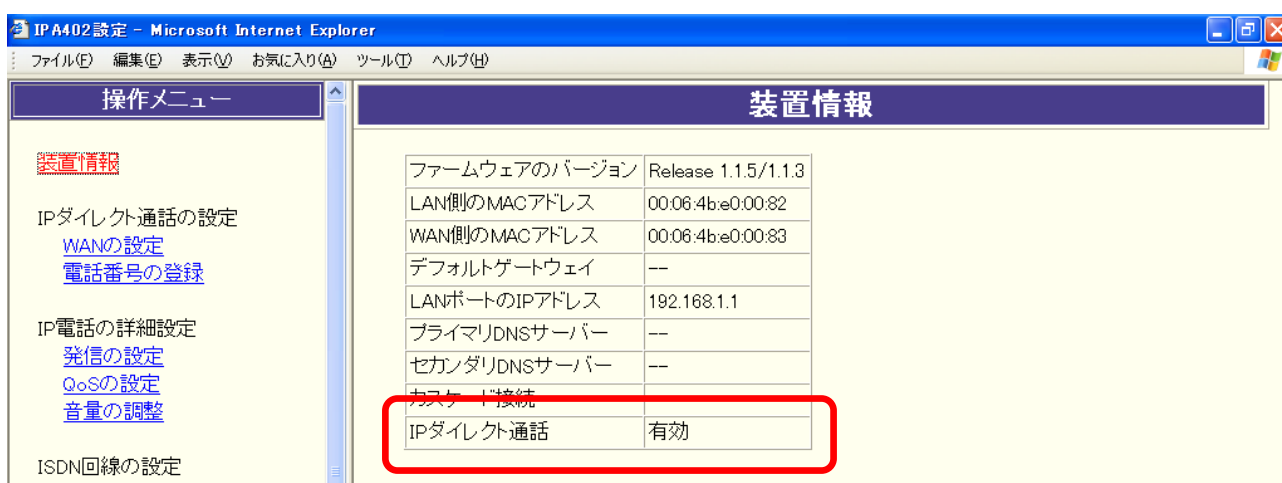 IPA402設定 - Microsoft Internet Explorer
ファイル(F) 編集(E) 表示(V) お気に入り(A) ツール(T) ヘルプ(H)
操作メニュー
装置情報
IPダイレクト通話の設定
WANの設定
電話番号の登録
IP電話の詳細設定
発信の設定
QoSの設定
音量の調整
ISDN回線の設定
装置情報
ファームウェアのバージョン Release 1.1.5/1.1.3
LAN側のMACアドレス 00:06:4b:e0:00:82
WAN側のMACアドレス 00:06:4b:e0:00:83
デフォルトゲートウェイ --
LANポートのIPアドレス 192.168.1.1
プライマリDNSサーバー --
セカンダリDNSサーバー --
カスケード接続
IPダイレクト通話 有効